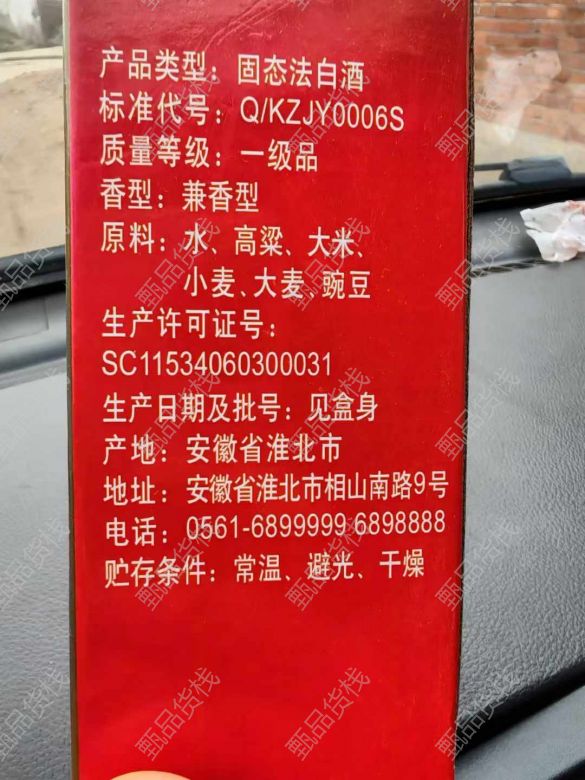 产品类型：固态法白酒
标准代号：Q/KZJY0006S
质量等级：一级品
香型：兼香型
原料：水、高粱、大米、
小麦、大麦、豌豆
生产许可证号：
SC11534060300031
生产日期及批号：见盒身
产地：安徽省淮北市
地址：安徽省淮北市相山南路9号
电话：0561-6899999 6898888
贮存条件：常温、避光、干燥
甄品货栈